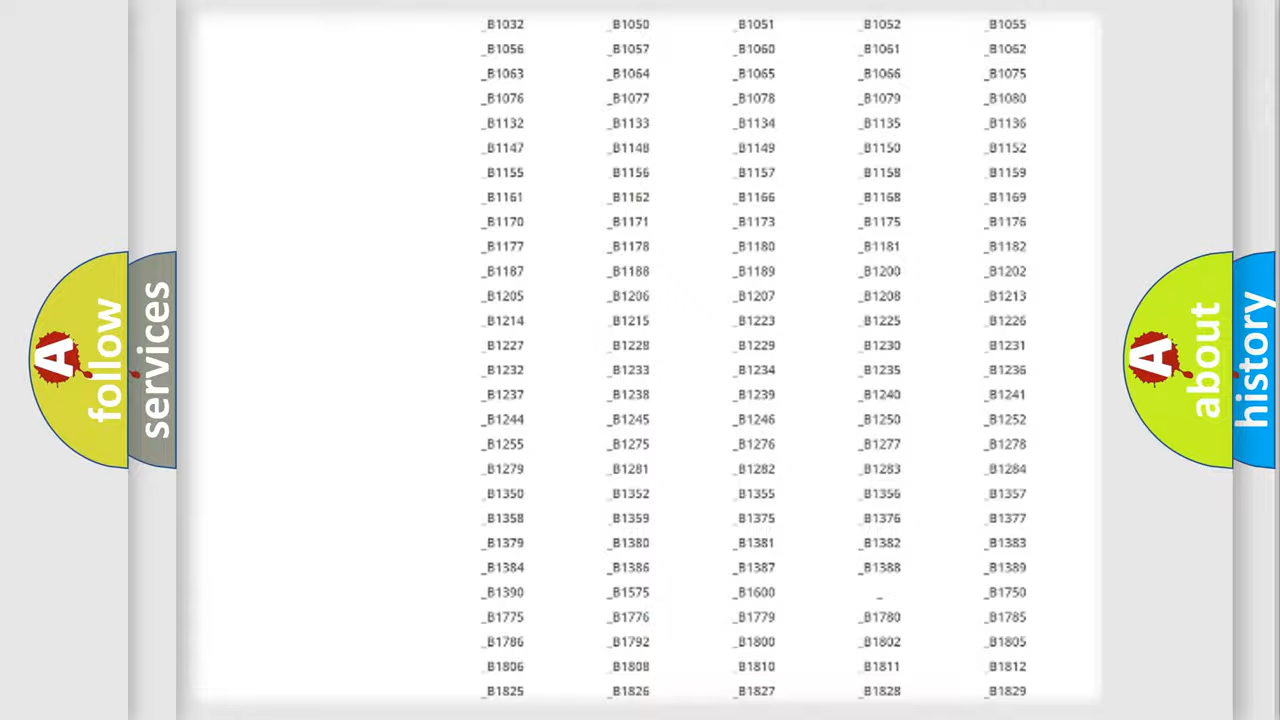 _B1032 _B1050 _B1051 _B1052 _B1055
_B1056 _B1057 _B1060 _B1061 _B1062
_B1063 _B1064 _B1065 _B1066 _B1075
_B1076 _B1077 _B1078 _B1079 _B1080
_B1132 _B1133 _B1134 _B1135 _B1136
_B1147 _B1148 _B1149 _B1150 _B1152
_B1155 _B1156 _B1157 _B1158 _B1159
_B1161 _B1162 _B1166 _B1168 _B1169
_B1170 _B1171 _B1173 _B1175 _B1176
_B1177 _B1178 _B1180 _B1181 _B1182
_B1187 _B1188 _B1189 _B1200 _B1202
_B1205 _B1206 _B1207 _B1208 _B1213
_B1214 _B1215 _B1223 _B1225 _B1226
_B1227 _B1228 _B1229 _B1230 _B1231
_B1232 _B1233 _B1234 _B1235 _B1236
_B1237 _B1238 _B1239 _B1240 _B1241
_B1244 _B1245 _B1246 _B1250 _B1252
_B1255 _B1275 _B1276 _B1277 _B1278
_B1279 _B1281 _B1282 _B1283 _B1284
_B1350 _B1352 _B1355 _B1356 _B1357
_B1358 _B1359 _B1375 _B1376 _B1377
_B1379 _B1380 _B1381 _B1382 _B1383
_B1384 _B1386 _B1387 _B1388 _B1389
_B1390 _B1575 _B1600 _ _B1750
_B1775 _B1776 _B1779 _B1780 _B1785
_B1786 _B1792 _B1800 _B1802 _B1805
_B1806 _B1808 _B1810 _B1811 _B1812
_B1825 _B1826 _B1827 _B1828 _B1829
A follow
services
A about
history